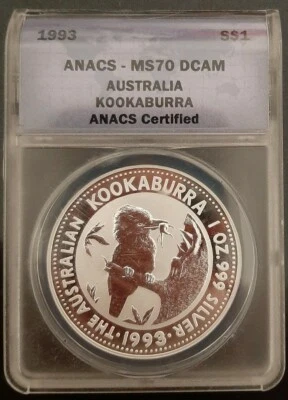 1993 S$1
ANACS - MS70 DCAM
AUSTRALIA
KOOKABURRA
ANACS Certified
THE AUSTRALIAN KOOKABURRA 1 OZ. 999 SILVER · 1993 ·